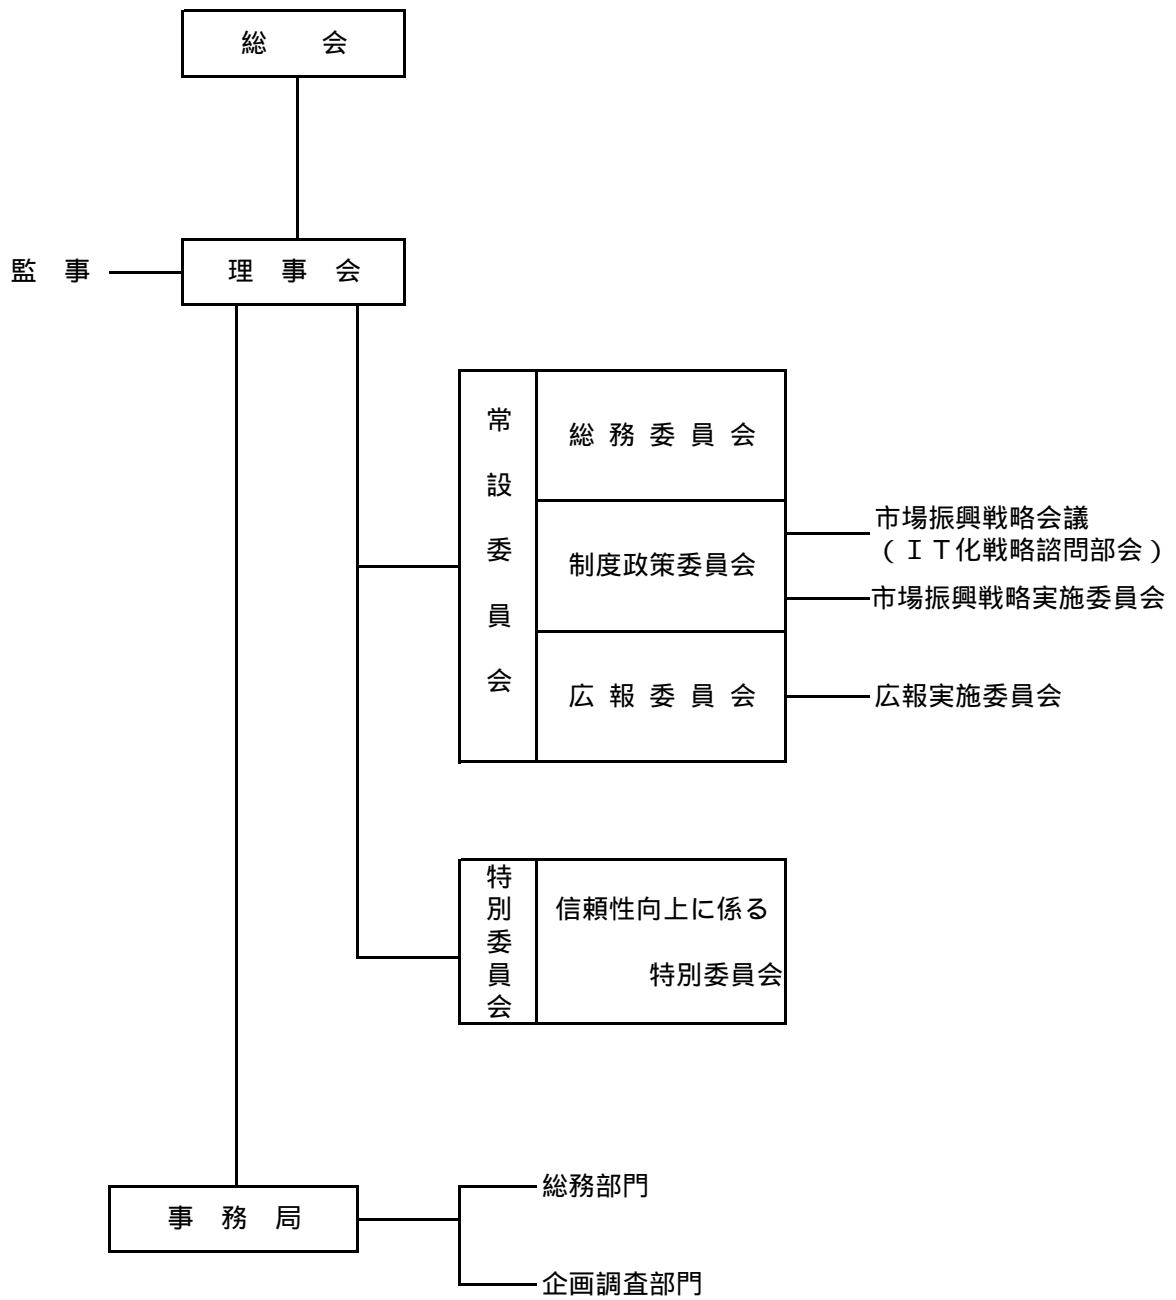 総　会
監　事
理　事　会
常設委員会
総務委員会
制度政策委員会
市場振興戦略会議
（ＩＴ化戦略諮問部会）
市場振興戦略実施委員会
広報委員会
広報実施委員会
特別委員会
信頼性向上に係る
特別委員会
事　務　局
総務部門
企画調査部門